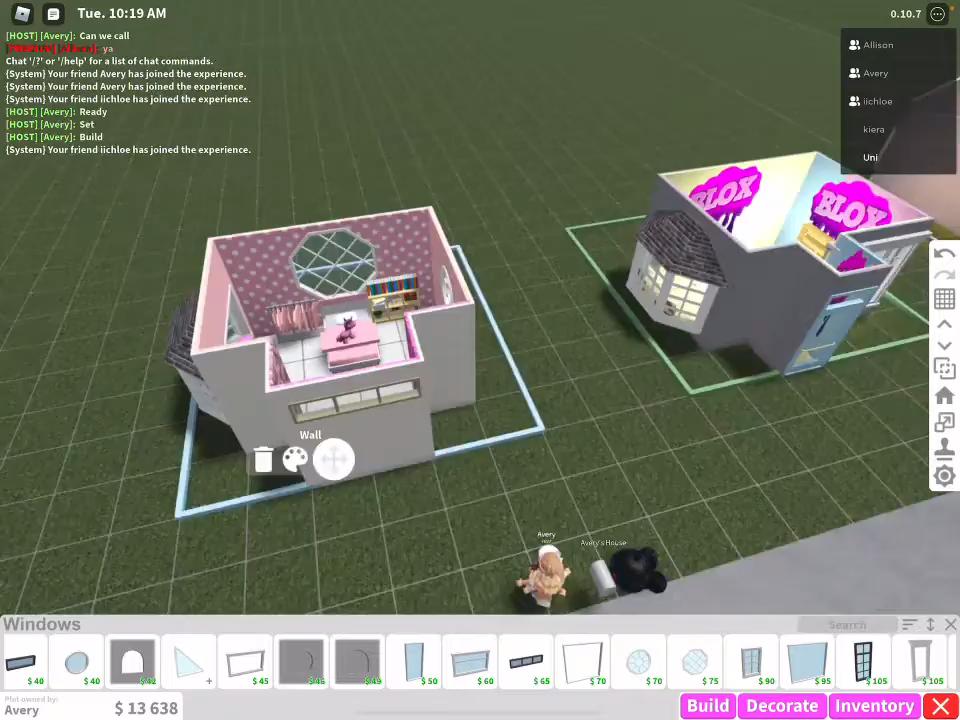 Tue. 10:19 AM
0.10.7
[HOST] [Avery]: Can we call
[Allison]: ya
Chat '/?' or '/help' for a list of chat commands.
{System} Your friend Avery has joined the experience.
{System} Your friend Avery has joined the experience.
{System} Your friend iichloe has joined the experience.
[HOST] [Avery]: Ready
[HOST] [Avery]: Set
[HOST] [Avery]: Build
{System} Your friend iichloe has joined the experience.
Allison
Avery
iichloe
kiera
Uni
BLOX
BLOX
Wall
Avery
Avery's House
Windows
Search
$ 40
$ 40
$ 42
+
$ 45
$ 50
$ 60
$ 65
$ 70
$ 70
$ 75
$ 90
$ 95
$ 105
$ 105
Plot owned by:
Avery
$ 13 638
Build
Decorate
Inventory